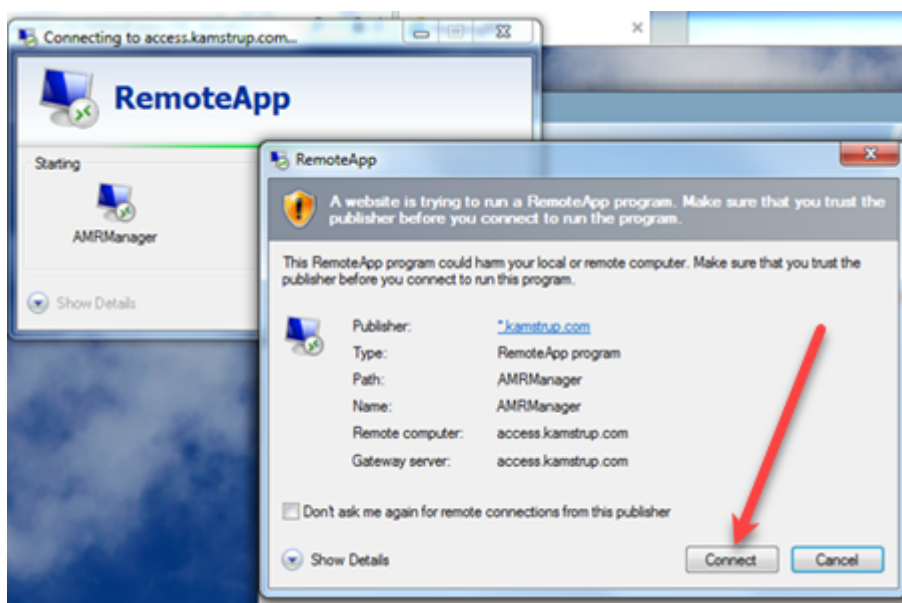 Connecting to access.kamstrup.com...
RemoteApp
Starting
AMRManager
Show Details
RemoteApp
A website is trying to run a RemoteApp program. Make sure that you trust the
publisher before you connect to run the program.
This RemoteApp program could harm your local or remote computer. Make sure that you trust the
publisher before you connect to run this program.
Publisher: *.kamstrup.com
Type: RemoteApp program
Path: AMRManager
Name: AMRManager
Remote computer: access.kamstrup.com
Gateway server: access.kamstrup.com
Don't ask me again for remote connections from this publisher
Show Details
Connect Cancel